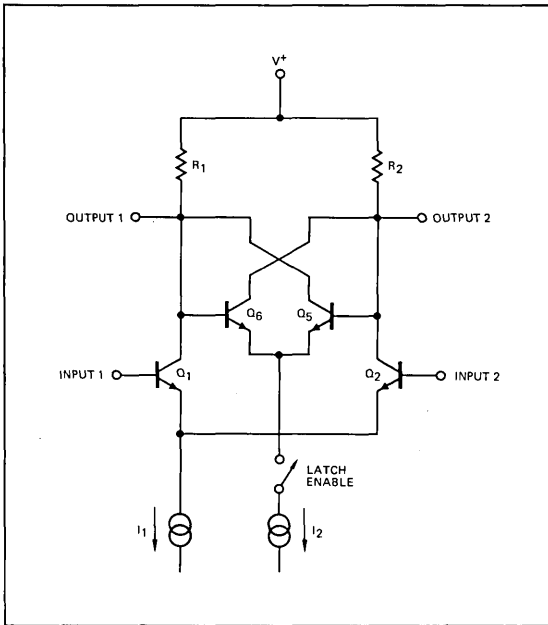 V+
R1
R2
OUTPUT 1
OUTPUT 2
Q6
Q5
INPUT 1
Q1
Q2
INPUT 2
LATCH
ENABLE
I1
I2